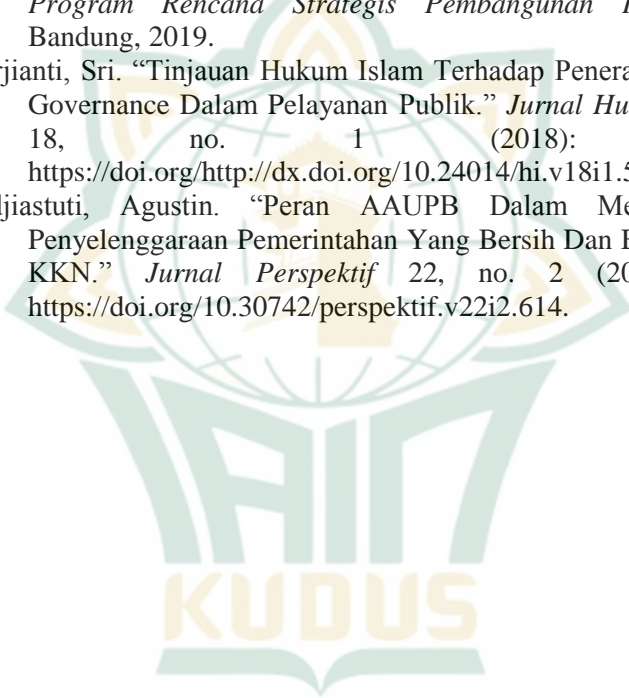 Program Rencana Strategis Pembangunan
Bandung, 2019.
rjianti, Sri. “Tinjauan Hukum Islam Terhadap Penera
Governance Dalam Pelayanan Publik.” Jurnal Hu
18, no. 1 (2018):
https://doi.org/http://dx.doi.org/10.24014/hi.v18i1.5
djiastuti, Agustin. “Peran AAUPB Dalam Me
Penyelenggaraan Pemerintahan Yang Bersih Dan B
KKN.” Jurnal Perspektif 22, no. 2 (20
https://doi.org/10.30742/perspektif.v22i2.614.
IAIN
KUDUS